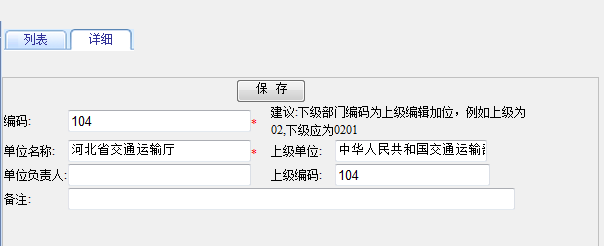 列表 详细
保 存
编码: 104 * 建议:下级部门编码为上级编辑加位，例如上级为
02,下级应为0201
单位名称: 河北省交通运输厅 * 上级单位: 中华人民共和国交通运输
单位负责人: 上级编码: 104
备注: